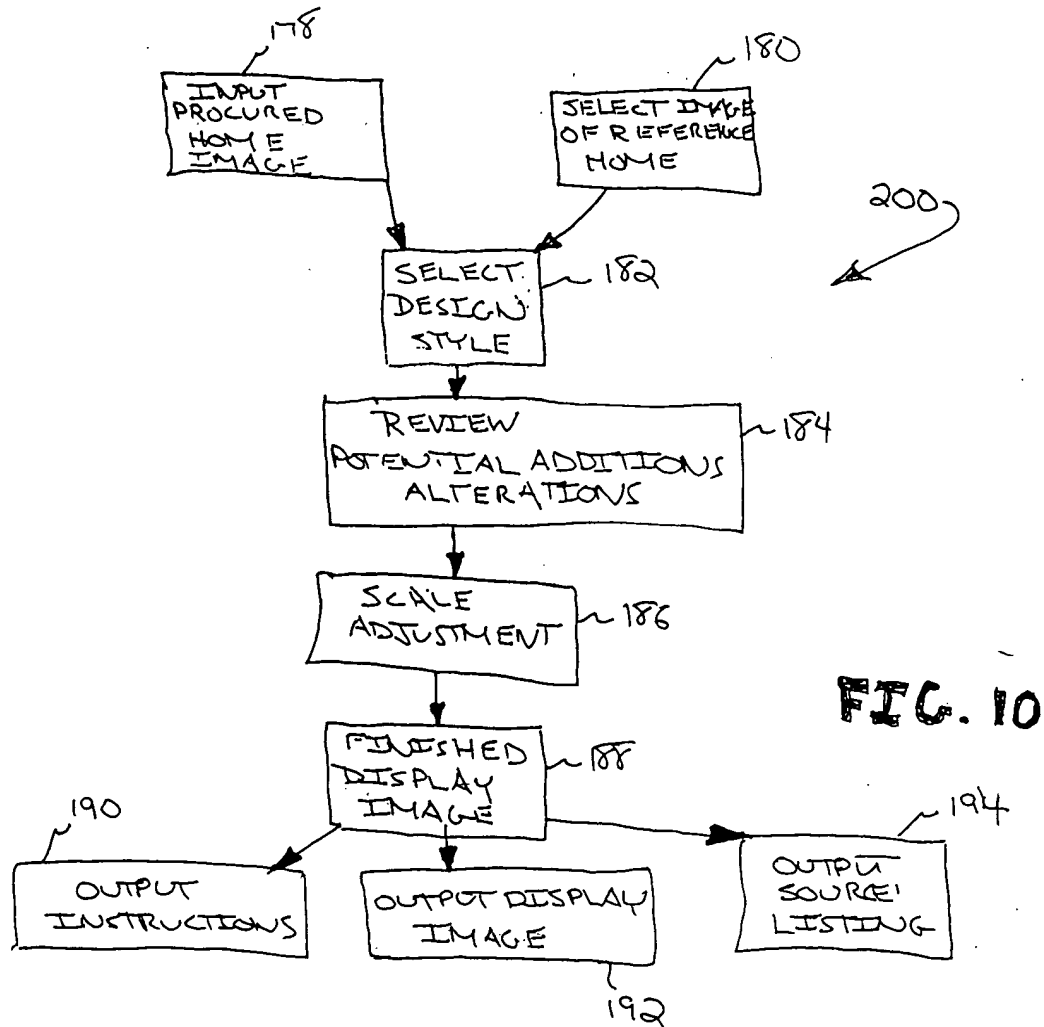 178
INPUT
PROCURED
HOME
IMAGE
180
SELECT IMAGE
OF REFERENCE
HOME
200
SELECT
DESIGN
STYLE
182
REVIEW
POTENTIAL ADDITIONS
ALTERATIONS
184
SCALE
ADJUSTMENT
186
FIG. 10
FINISHED
DISPLAY
IMAGE
188
190
OUTPUT
INSTRUCTIONS
OUTPUT DISPLAY
IMAGE
192
194
OUTPUT
SOURCE
LISTING